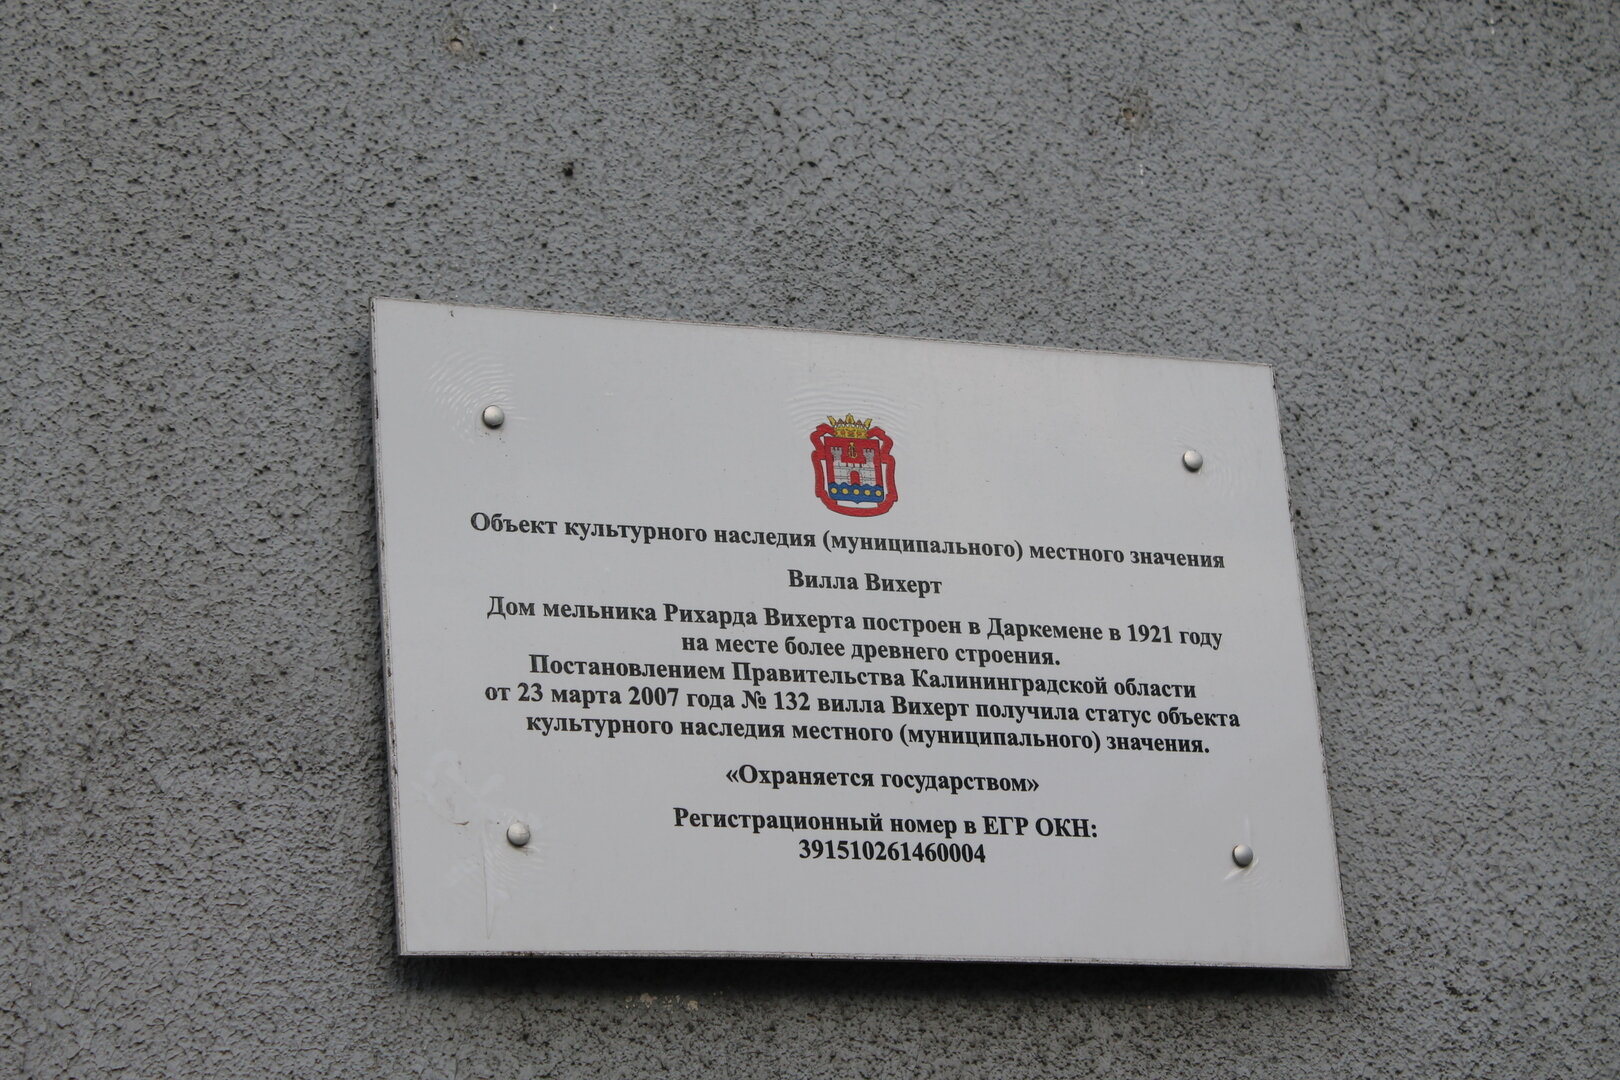 Объект культурного наследия (муниципального) местного значения
Вилла Вихерт
Дом мельника Рихарда Вихерта построен в Даркемене в 1921 году
на месте более древнего строения.
Постановлением Правительства Калининградской области
от 23 марта 2007 года № 132 вилла Вихерт получила статус объекта
культурного наследия местного (муниципального) значения.
«Охраняется государством»
Регистрационный номер в ЕГР ОКН:
391510261460004